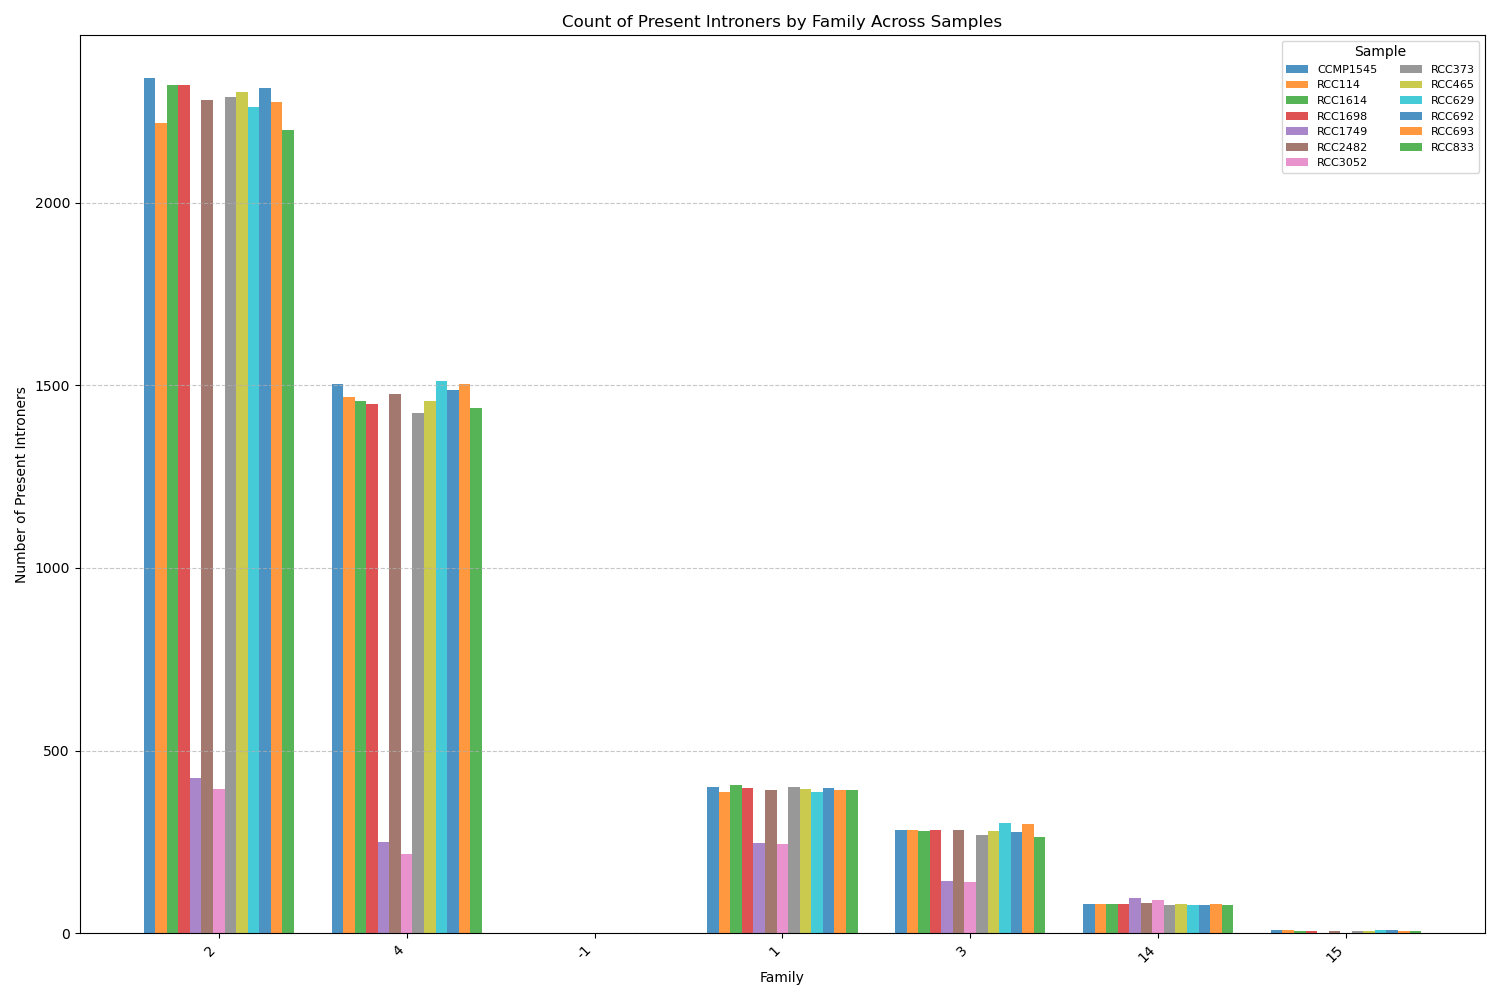 Count of Present Introners by Family Across Samples
Sample
CCMP1545
RCC114
RCC1614
RCC1698
RCC1749
RCC2482
RCC3052
RCC373
RCC465
RCC629
RCC692
RCC693
RCC833
Number of Present Introners
2000
1500
1000
500
0
2
4
-1
1
3
14
15
Family